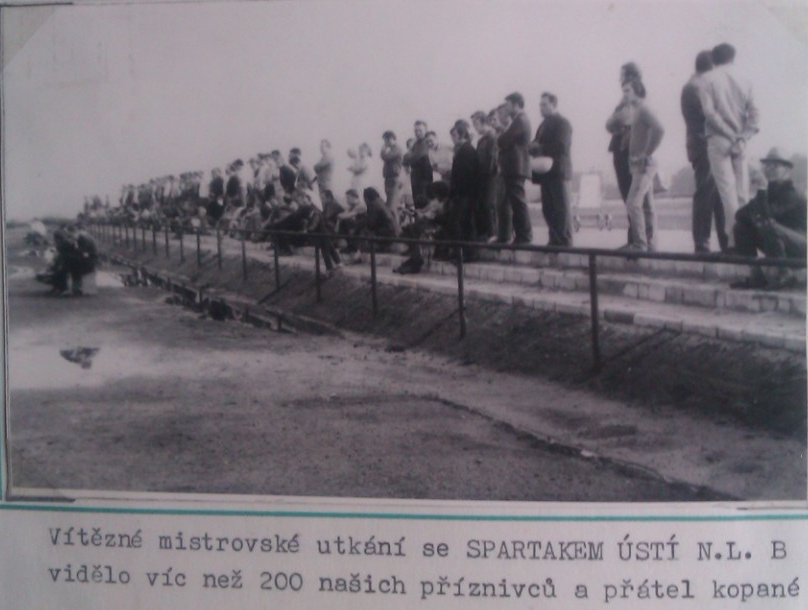 Vítězné mistrovské utkání se SPARTAKEM ÚSTÍ N.L. B
vidělo víc než 200 našich příznivců a přátel kopané